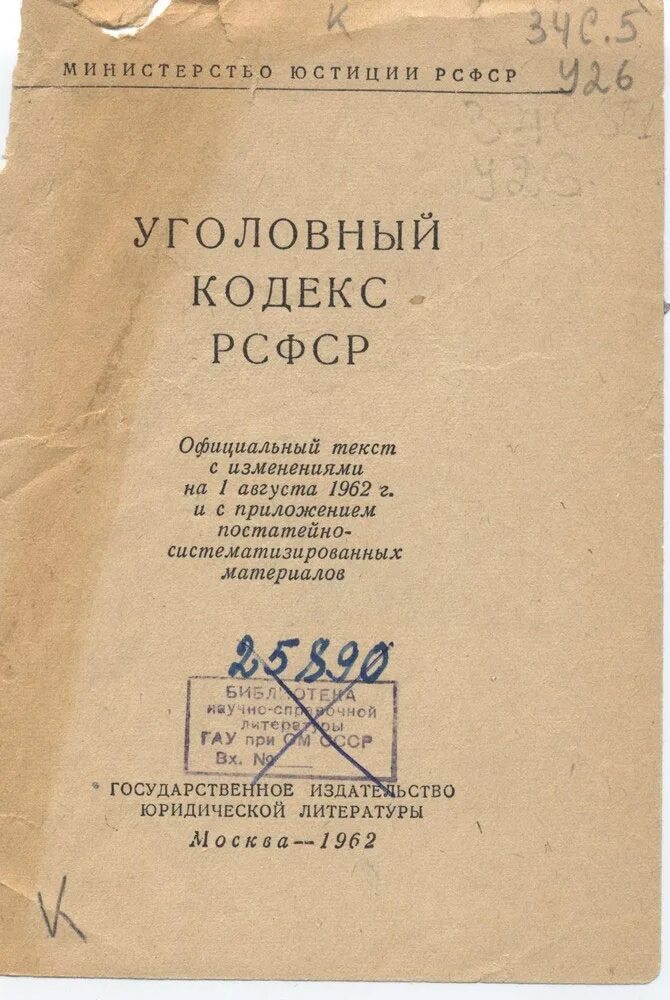 К
34С.5
У26
МИНИСТЕРСТВО ЮСТИЦИИ РСФСР
У26
УГОЛОВНЫЙ
КОДЕКС
РСФСР
Официальный текст
с изменениями
на 1 августа 1962 г.
и с приложением
постатейно-
систематизированных
материалов
25890
БИБЛИОТЕКА
научно-справочной
литературы
ГАУ при СМ СССР
Вх. №
ГОСУДАРСТВЕННОЕ ИЗДАТЕЛЬСТВО
ЮРИДИЧЕСКОЙ ЛИТЕРАТУРЫ
Москва—1962
К